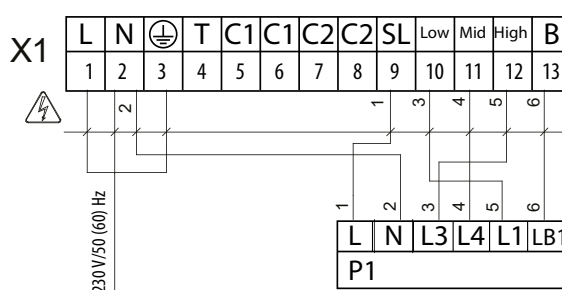 X1
L N T C1 C1 C2 C2 SL Low Mid High B
1 2 3 4 5 6 7 8 9 10 11 12 13
2 1 3 4 5 6
230 V/50 (60) Hz
1 2 3 4 5 6
L N L3 L4 L1 LB1
P1